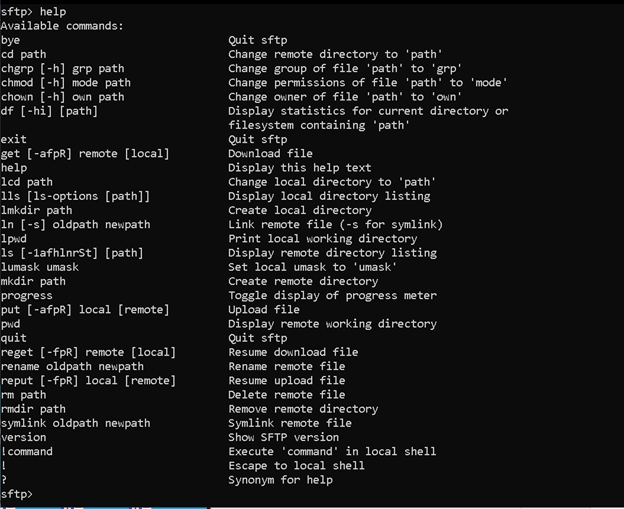 sftp> help
Available commands:
bye                                Quit sftp
cd path                            Change remote directory to 'path'
chgrp [-h] grp path                Change group of file 'path' to 'grp'
chmod [-h] mode path               Change permissions of file 'path' to 'mode'
chown [-h] own path                Change owner of file 'path' to 'own'
df [-hi] [path]                    Display statistics for current directory or
                                   filesystem containing 'path'
exit                               Quit sftp
get [-afpR] remote [local]         Download file
help                               Display this help text
lcd path                           Change local directory to 'path'
lls [ls-options [path]]            Display local directory listing
lmkdir path                        Create local directory
ln [-s] oldpath newpath            Link remote file (-s for symlink)
lpwd                               Print local working directory
ls [-1afhlnrSt] [path]             Display remote directory listing
lumask umask                       Set local umask to 'umask'
mkdir path                         Create remote directory
progress                           Toggle display of progress meter
put [-afpR] local [remote]         Upload file
pwd                                Display remote working directory
quit                               Quit sftp
reget [-fpR] remote [local]        Resume download file
rename oldpath newpath             Rename remote file
reput [-fpR] local [remote]        Resume upload file
rm path                            Delete remote file
rmdir path                         Remove remote directory
symlink oldpath newpath            Symlink remote file
version                            Show SFTP version
!command                           Execute 'command' in local shell
!                                  Escape to local shell
?                                  Synonym for help
sftp>